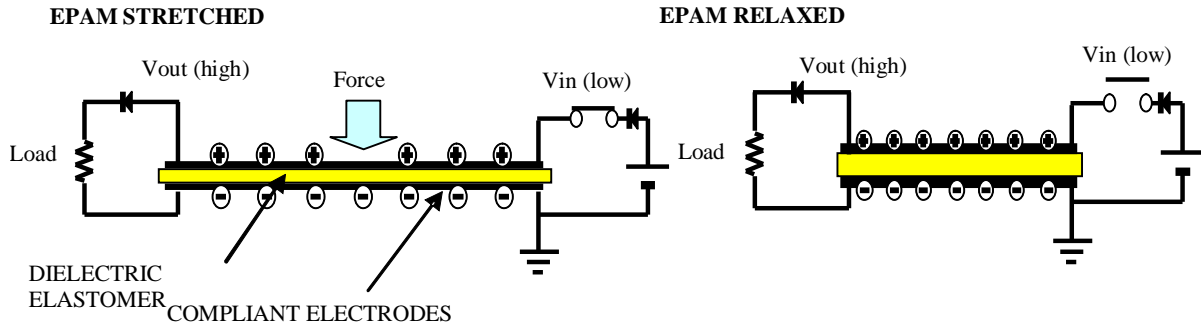 EPAM STRETCHED
EPAM RELAXED
Vout (high)
Force
Vin (low)
Load
DIELECTRIC
ELASTOMER
COMPLIANT ELECTRODES
Vin (low)
Vout (high)
Load